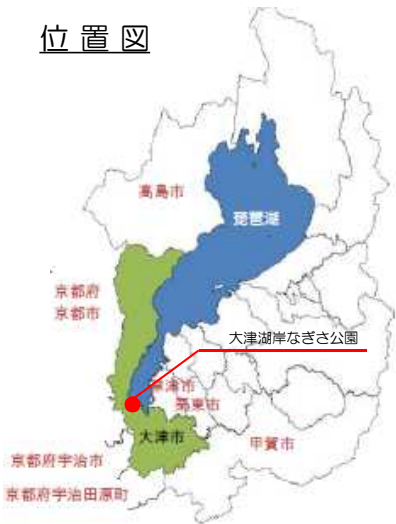 位置図
高島市
琵琶湖
京都府
京都市
大津湖岸なぎさ公園
草津市
栗東市
大津市
甲賀市
京都府宇治市
京都府宇治田原町